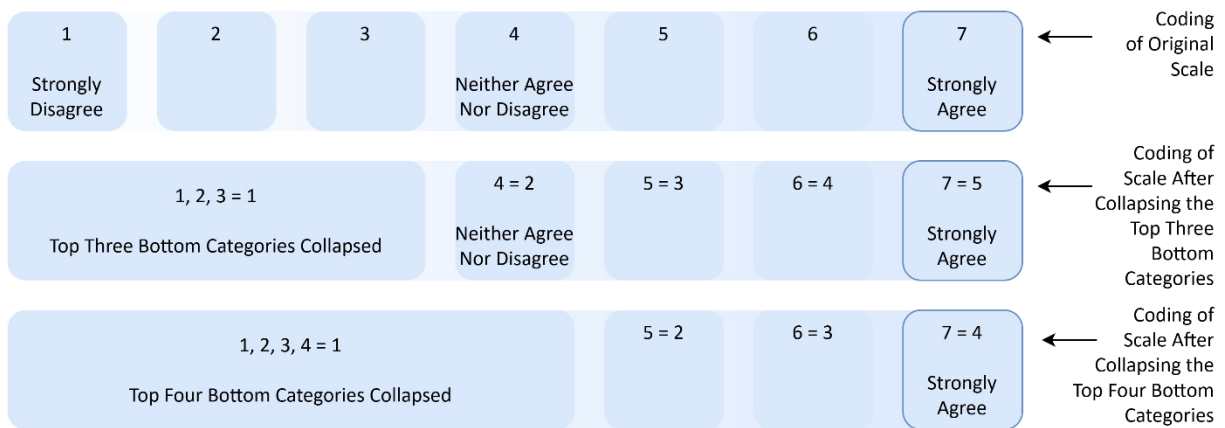 1 2 3 4 5 6 7
Strongly
Disagree
Neither Agree
Nor Disagree
Strongly
Agree
Coding
of Original
Scale
1, 2, 3 = 1
Top Three Bottom Categories Collapsed
4 = 2
Neither Agree
Nor Disagree
5 = 3
6 = 4
7 = 5
Strongly
Agree
Coding of
Scale After
Collapsing the
Top Three
Bottom
Categories
1, 2, 3, 4 = 1
Top Four Bottom Categories Collapsed
5 = 2
6 = 3
7 = 4
Strongly
Agree
Coding of
Scale After
Collapsing the
Top Four Bottom
Categories